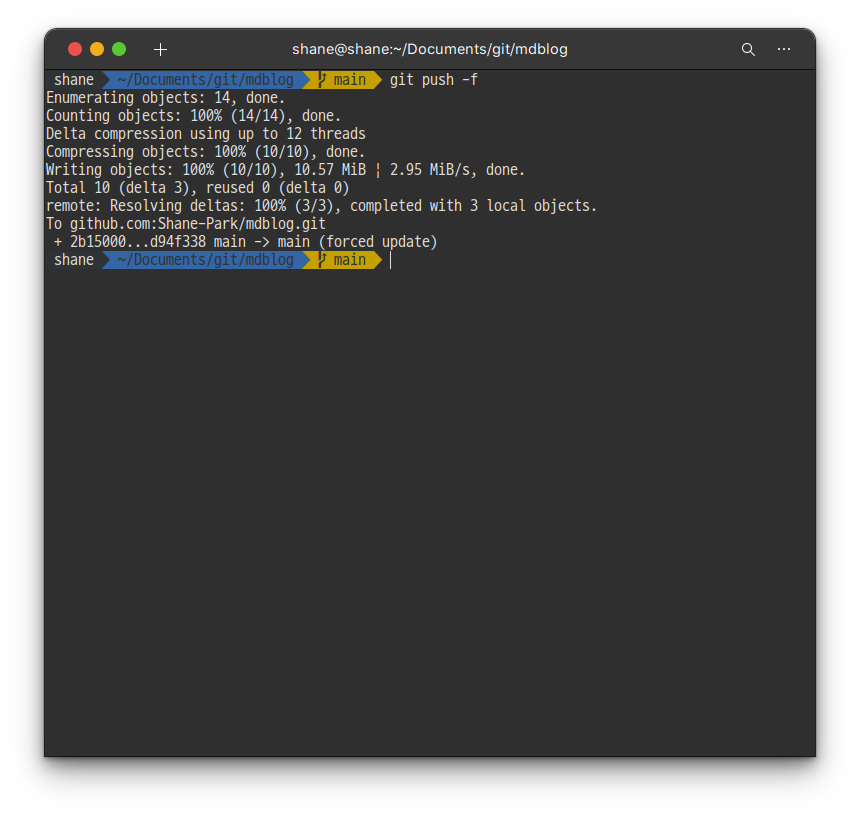 shane@shane:~/Documents/git/mdblog
shane ~/Documents/git/mdblog main git push -f
Enumerating objects: 14, done.
Counting objects: 100% (14/14), done.
Delta compression using up to 12 threads
Compressing objects: 100% (10/10), done.
Writing objects: 100% (10/10), 10.57 MiB ¦ 2.95 MiB/s, done.
Total 10 (delta 3), reused 0 (delta 0)
remote: Resolving deltas: 100% (3/3), completed with 3 local objects.
To github.com:Shane-Park/mdblog.git
+ 2b15000...d94f338 main -> main (forced update)
shane ~/Documents/git/mdblog main